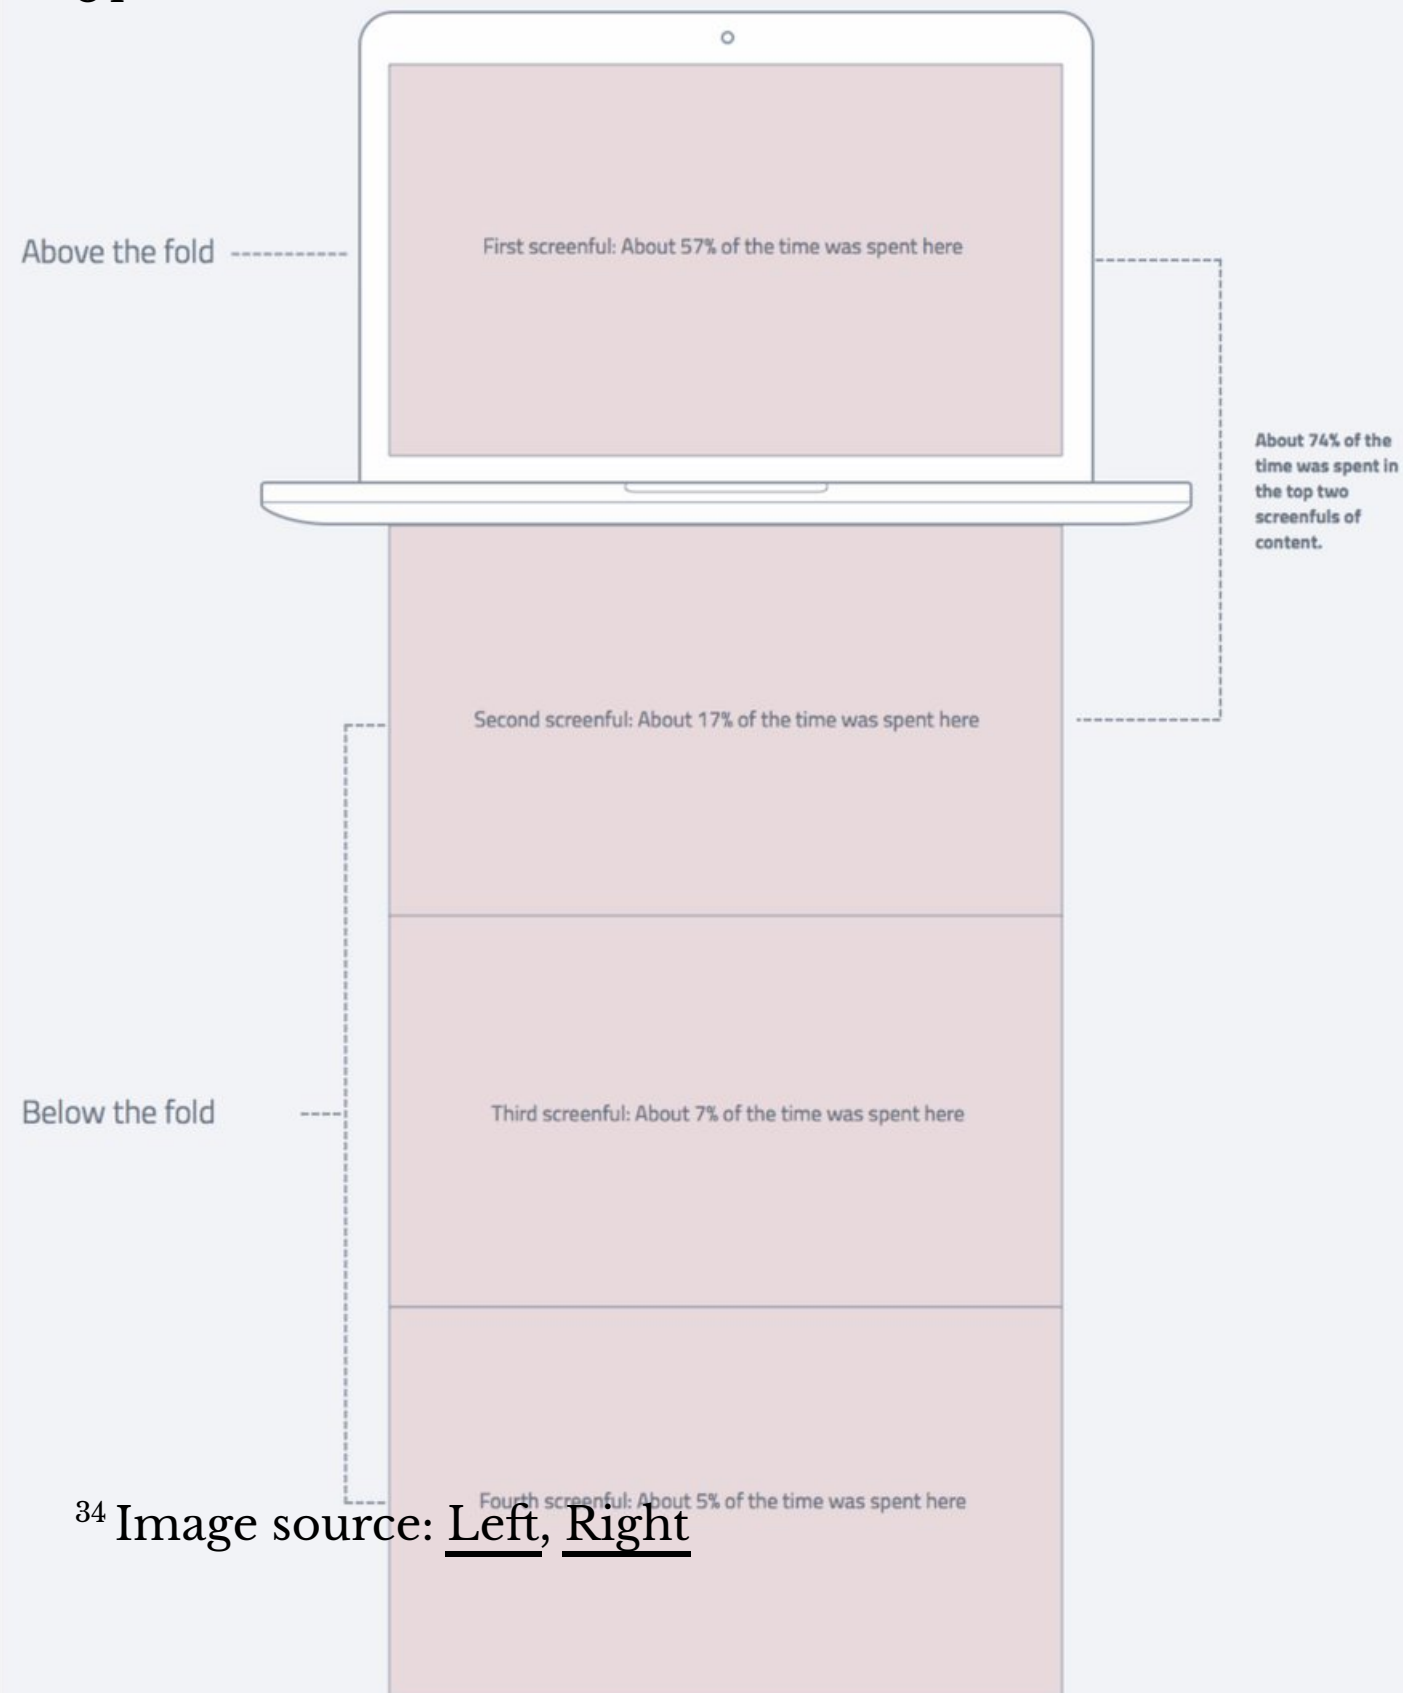 First screenful: About 57% of the time was spent here
Above the fold
About 74% of the
time was spent in
the top two
screenfuls of
content.
Second screenful: About 17% of the time was spent here
Below the fold
Third screenful: About 7% of the time was spent here
Fourth screenful: About 5% of the time was spent here
34 Image source: Left, Right